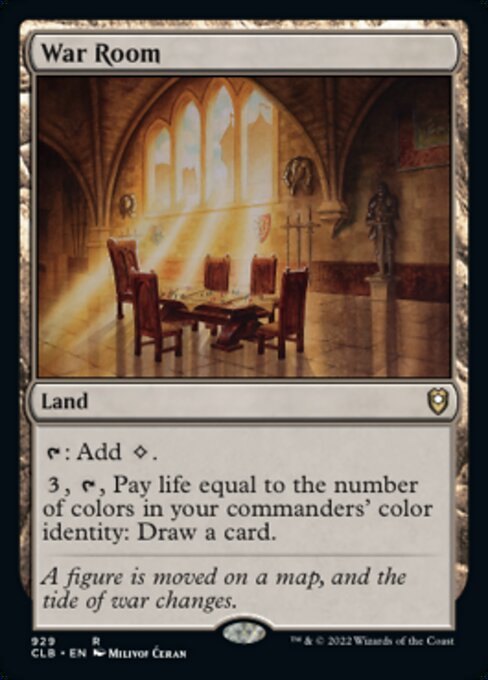 War Room
Land
: Add .
3, , Pay life equal to the number
of colors in your commanders' color
identity: Draw a card.
A figure is moved on a map, and the
tide of war changes.
929 R
CLB • EN Milivoj Ćeran
™ & © 2022 Wizards of the Coast